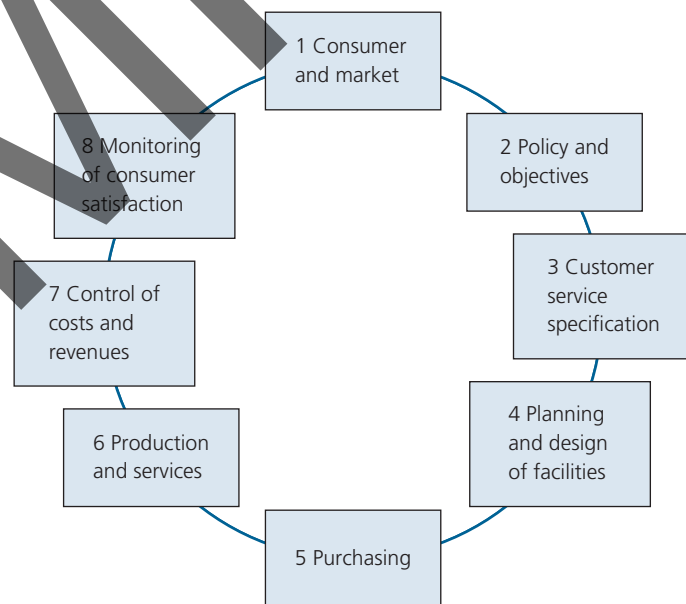 1 Consumer
and market
2 Policy and
objectives
3 Customer
service
specification
4 Planning
and design
of facilities
5 Purchasing
6 Production
and services
7 Control of
costs and
revenues
8 Monitoring
of consumer
satisfaction